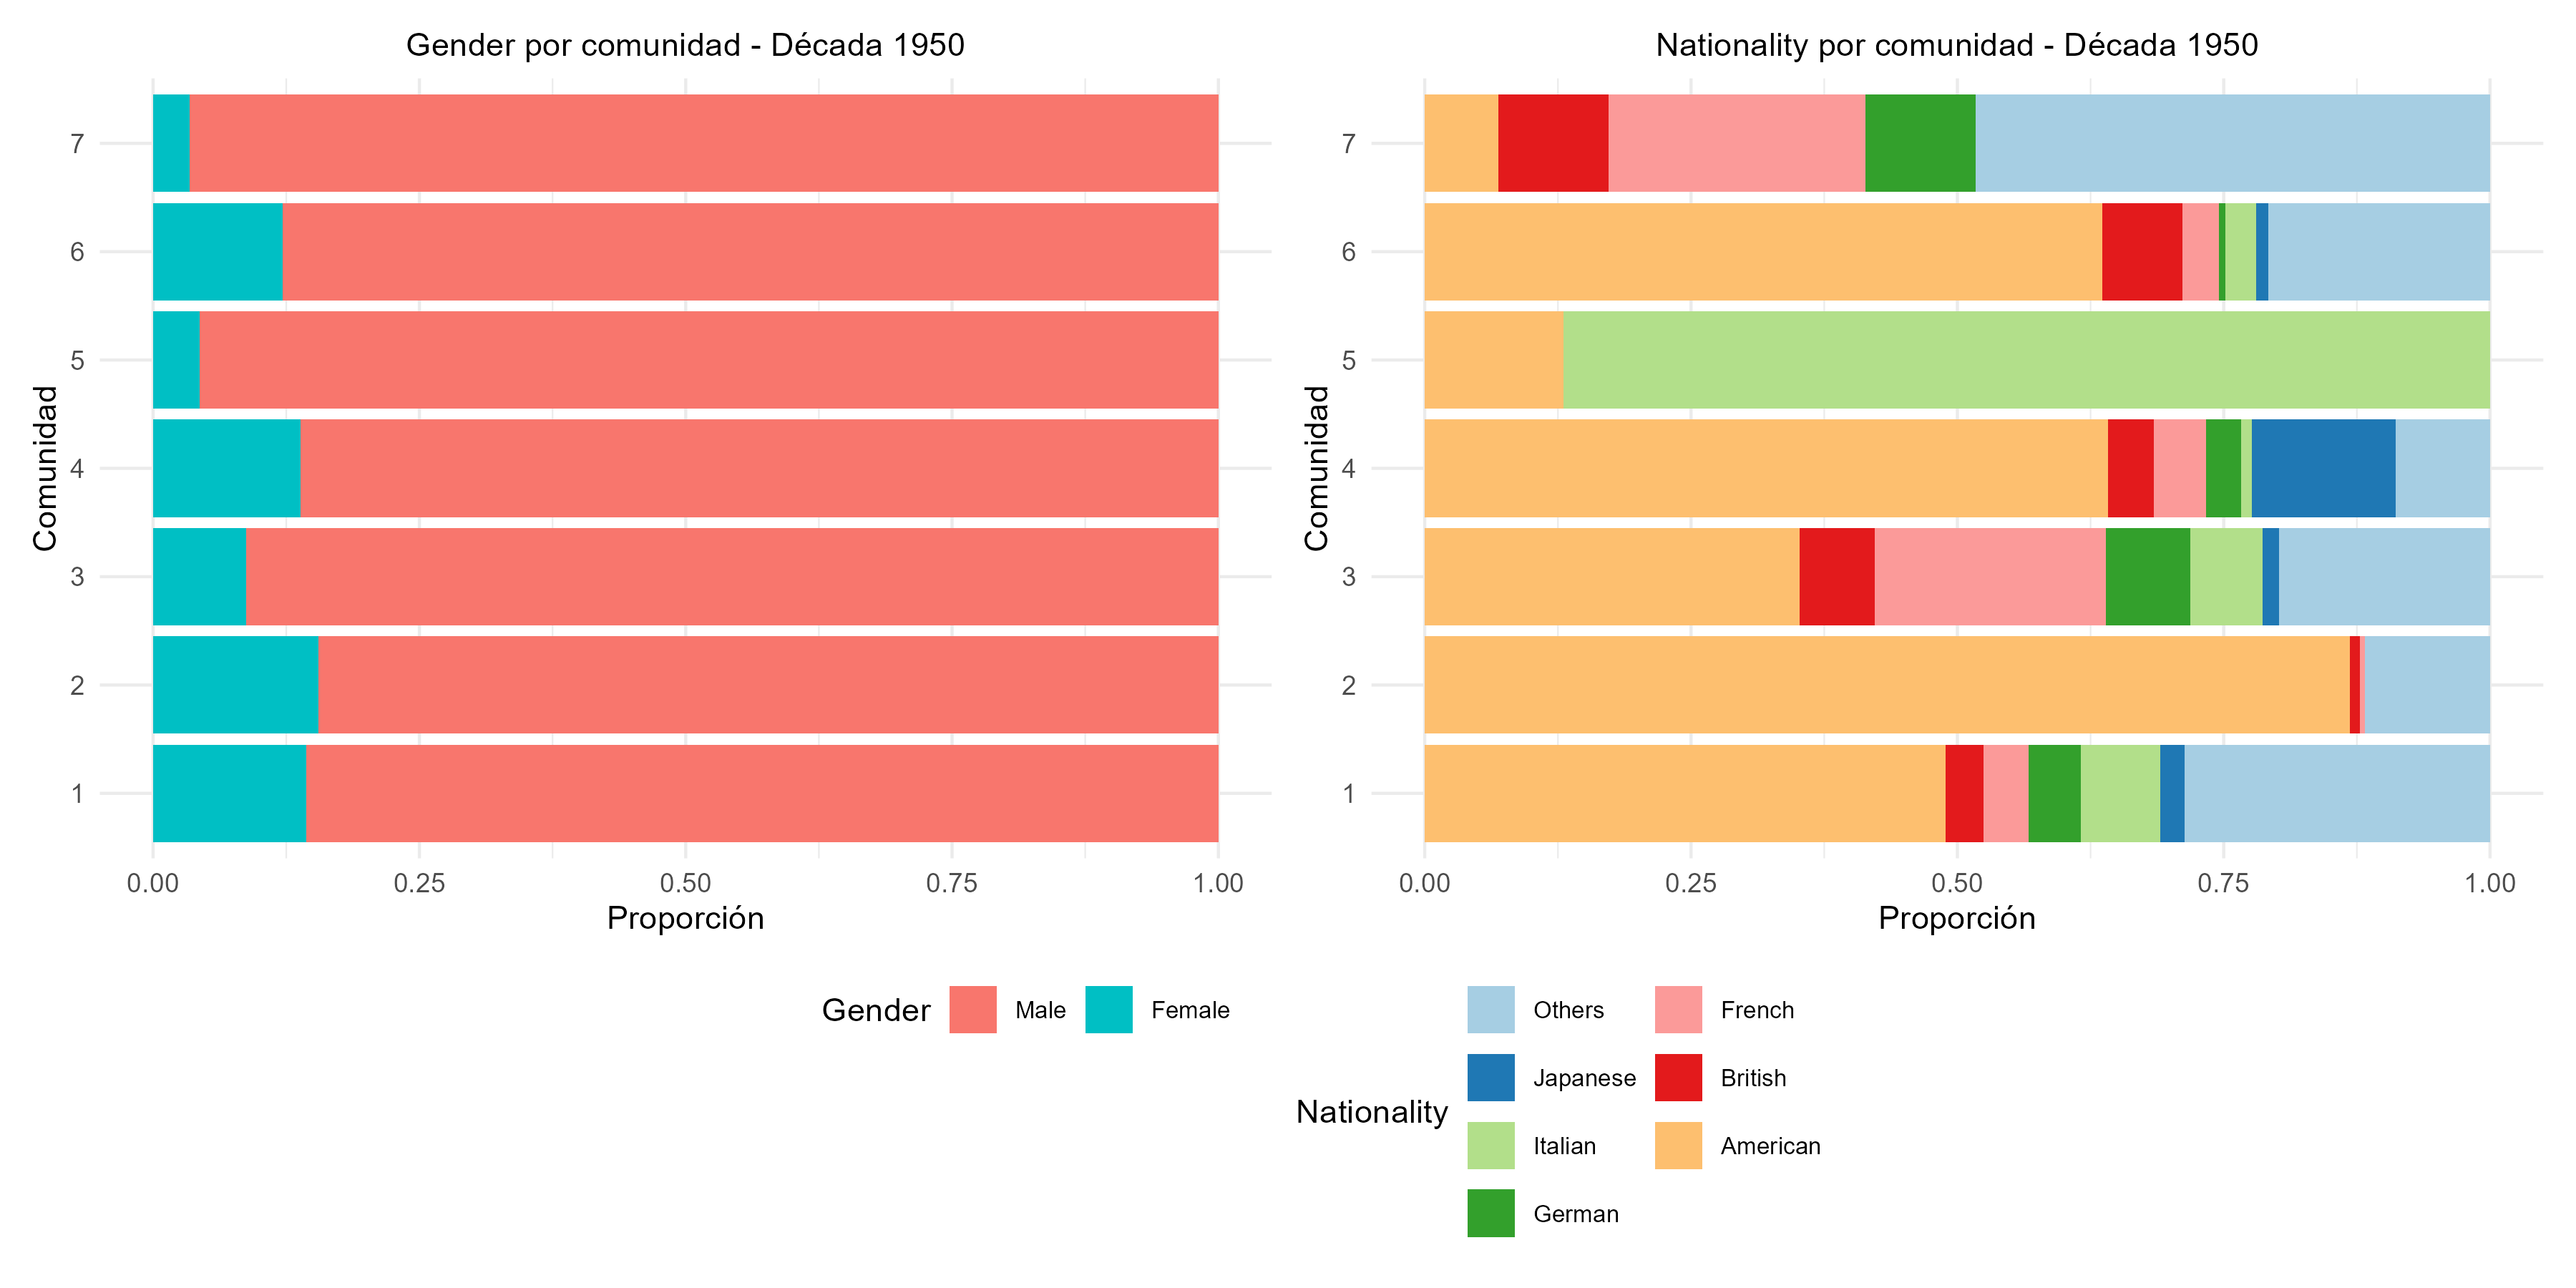 Gender por comunidad - Década 1950
Comunidad
7
6
5
4
3
2
1
0.00 0.25 0.50 0.75 1.00
Proporción
Nationality por comunidad - Década 1950
Comunidad
7
6
5
4
3
2
1
0.00 0.25 0.50 0.75 1.00
Proporción
Gender Male Female
Nationality
Others French
Japanese British
Italian American
German